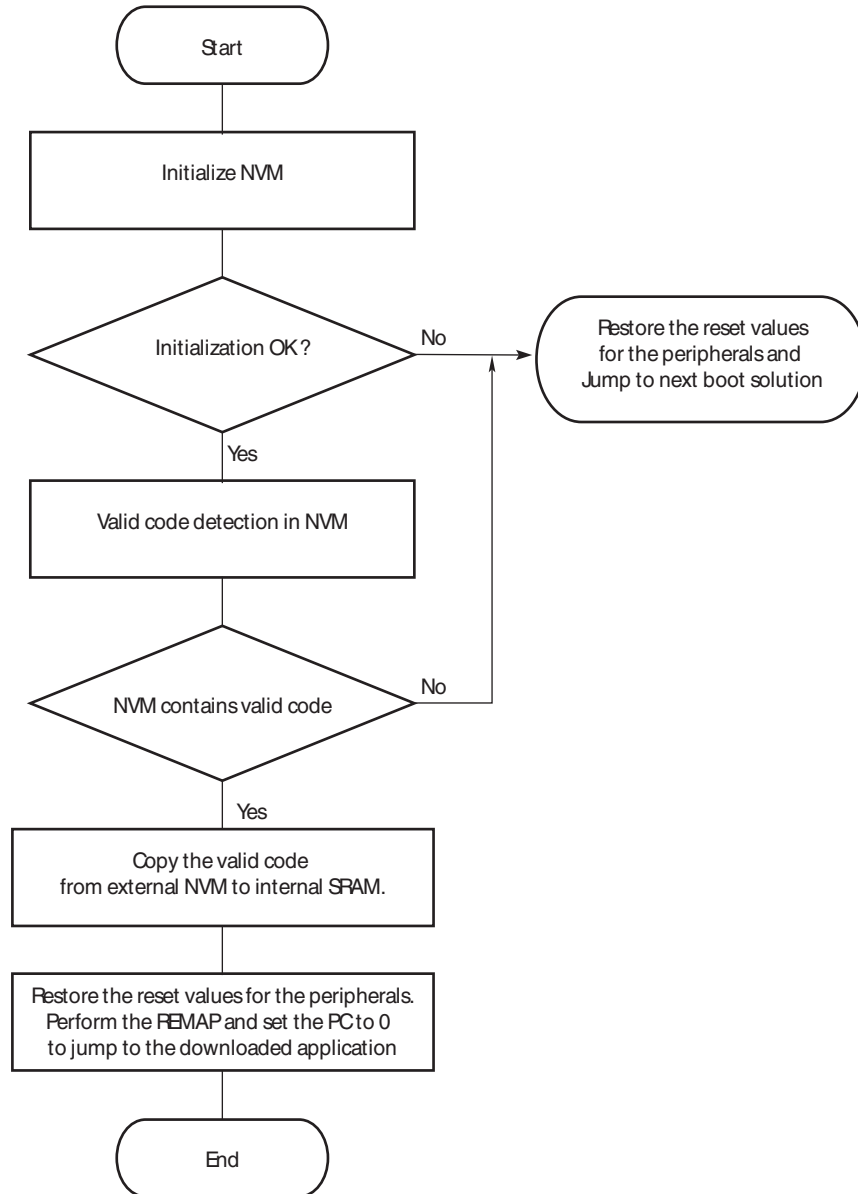 Start
Initialize NVM
Initialization OK?
No
Restore the reset values
for the peripherals and
Jump to next boot solution
Yes
Valid code detection in NVM
NVM contains valid code
No
Yes
Copy the valid code
from external NVM to internal SRAM.
Restore the reset values for the peripherals.
Perform the REMAP and set the PC to 0
to jump to the downloaded application
End